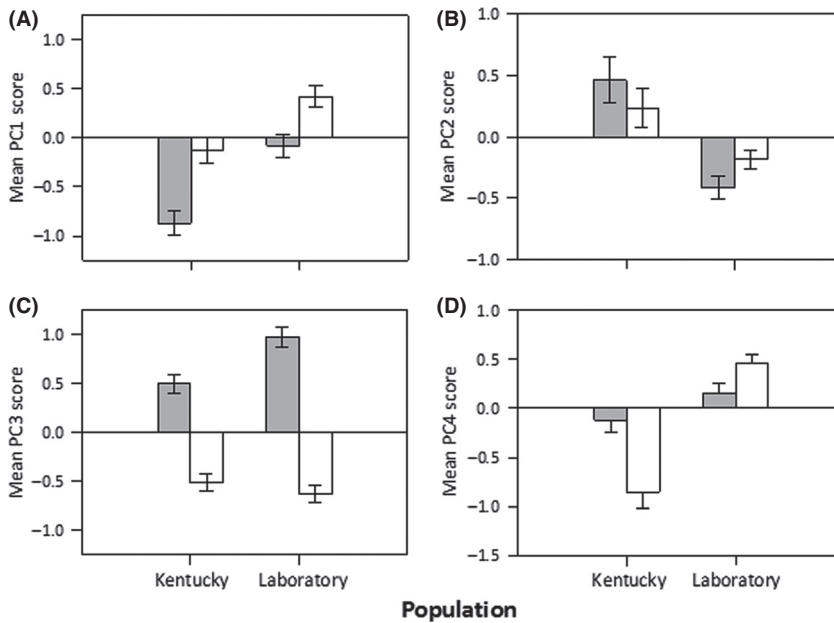 (A)
Mean PC1 score
1.0
0.5
0.0
−0.5
−1.0
(B)
Mean PC2 score
1.0
0.5
0.0
−0.5
−1.0
(C)
Mean PC3 score
1.0
0.5
0.0
−0.5
−1.0
Kentucky Laboratory
(D)
Mean PC4 score
1.0
0.5
0.0
−0.5
−1.0
−1.5
Kentucky Laboratory
Population